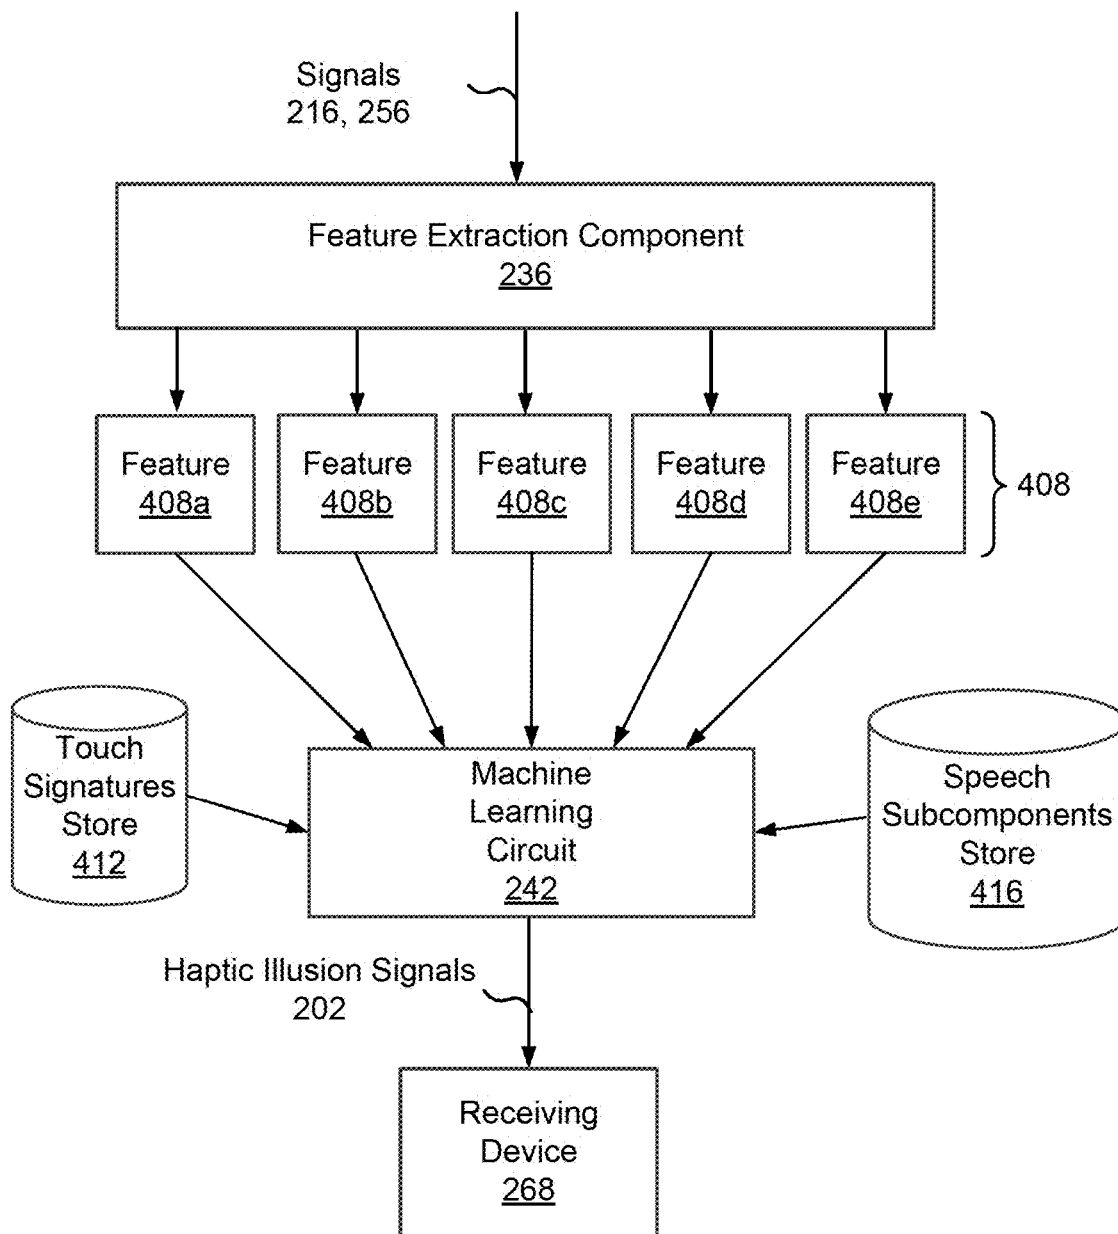 Signals
216, 256
Feature Extraction Component
236
Feature
408a
Feature
408b
Feature
408c
Feature
408d
Feature
408e
408
Touch
Signatures
Store
412
Machine
Learning
Circuit
242
Speech
Subcomponents
Store
416
Haptic Illusion Signals
202
Receiving
Device
268